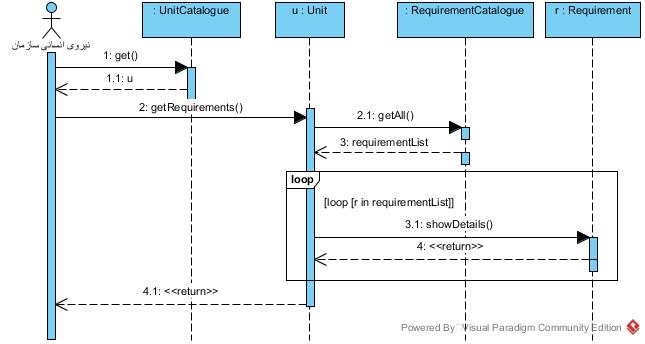 : UnitCatalogue
u : Unit
: RequirementCatalogue
r : Requirement
نیروی انسانی سازمان
1: get()
1.1: u
2: getRequirements()
2.1: getAll()
3: requirementList
loop
[loop [r in requirementList]]
3.1: showDetails()
4: <<return>>
4.1: <<return>>
Powered By Visual Paradigm Community Edition